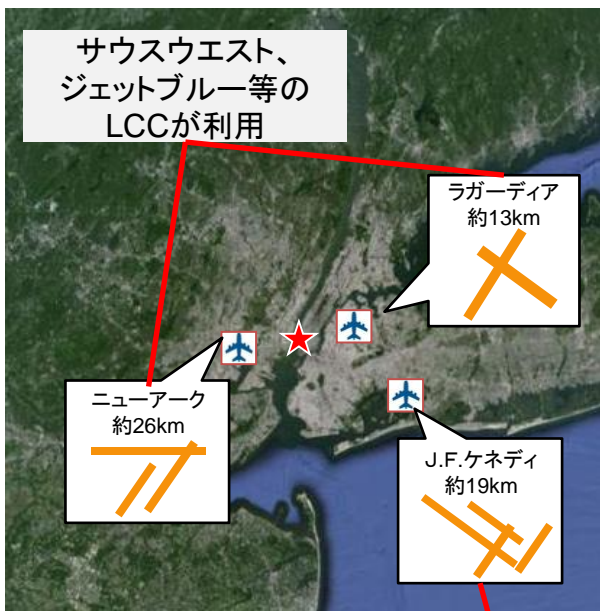 サウスウエスト、
ジェットブルー等の
LCCが利用
ラガーディア
約13km
ニューアーク
約26km
J.F.ケネディ
約19km